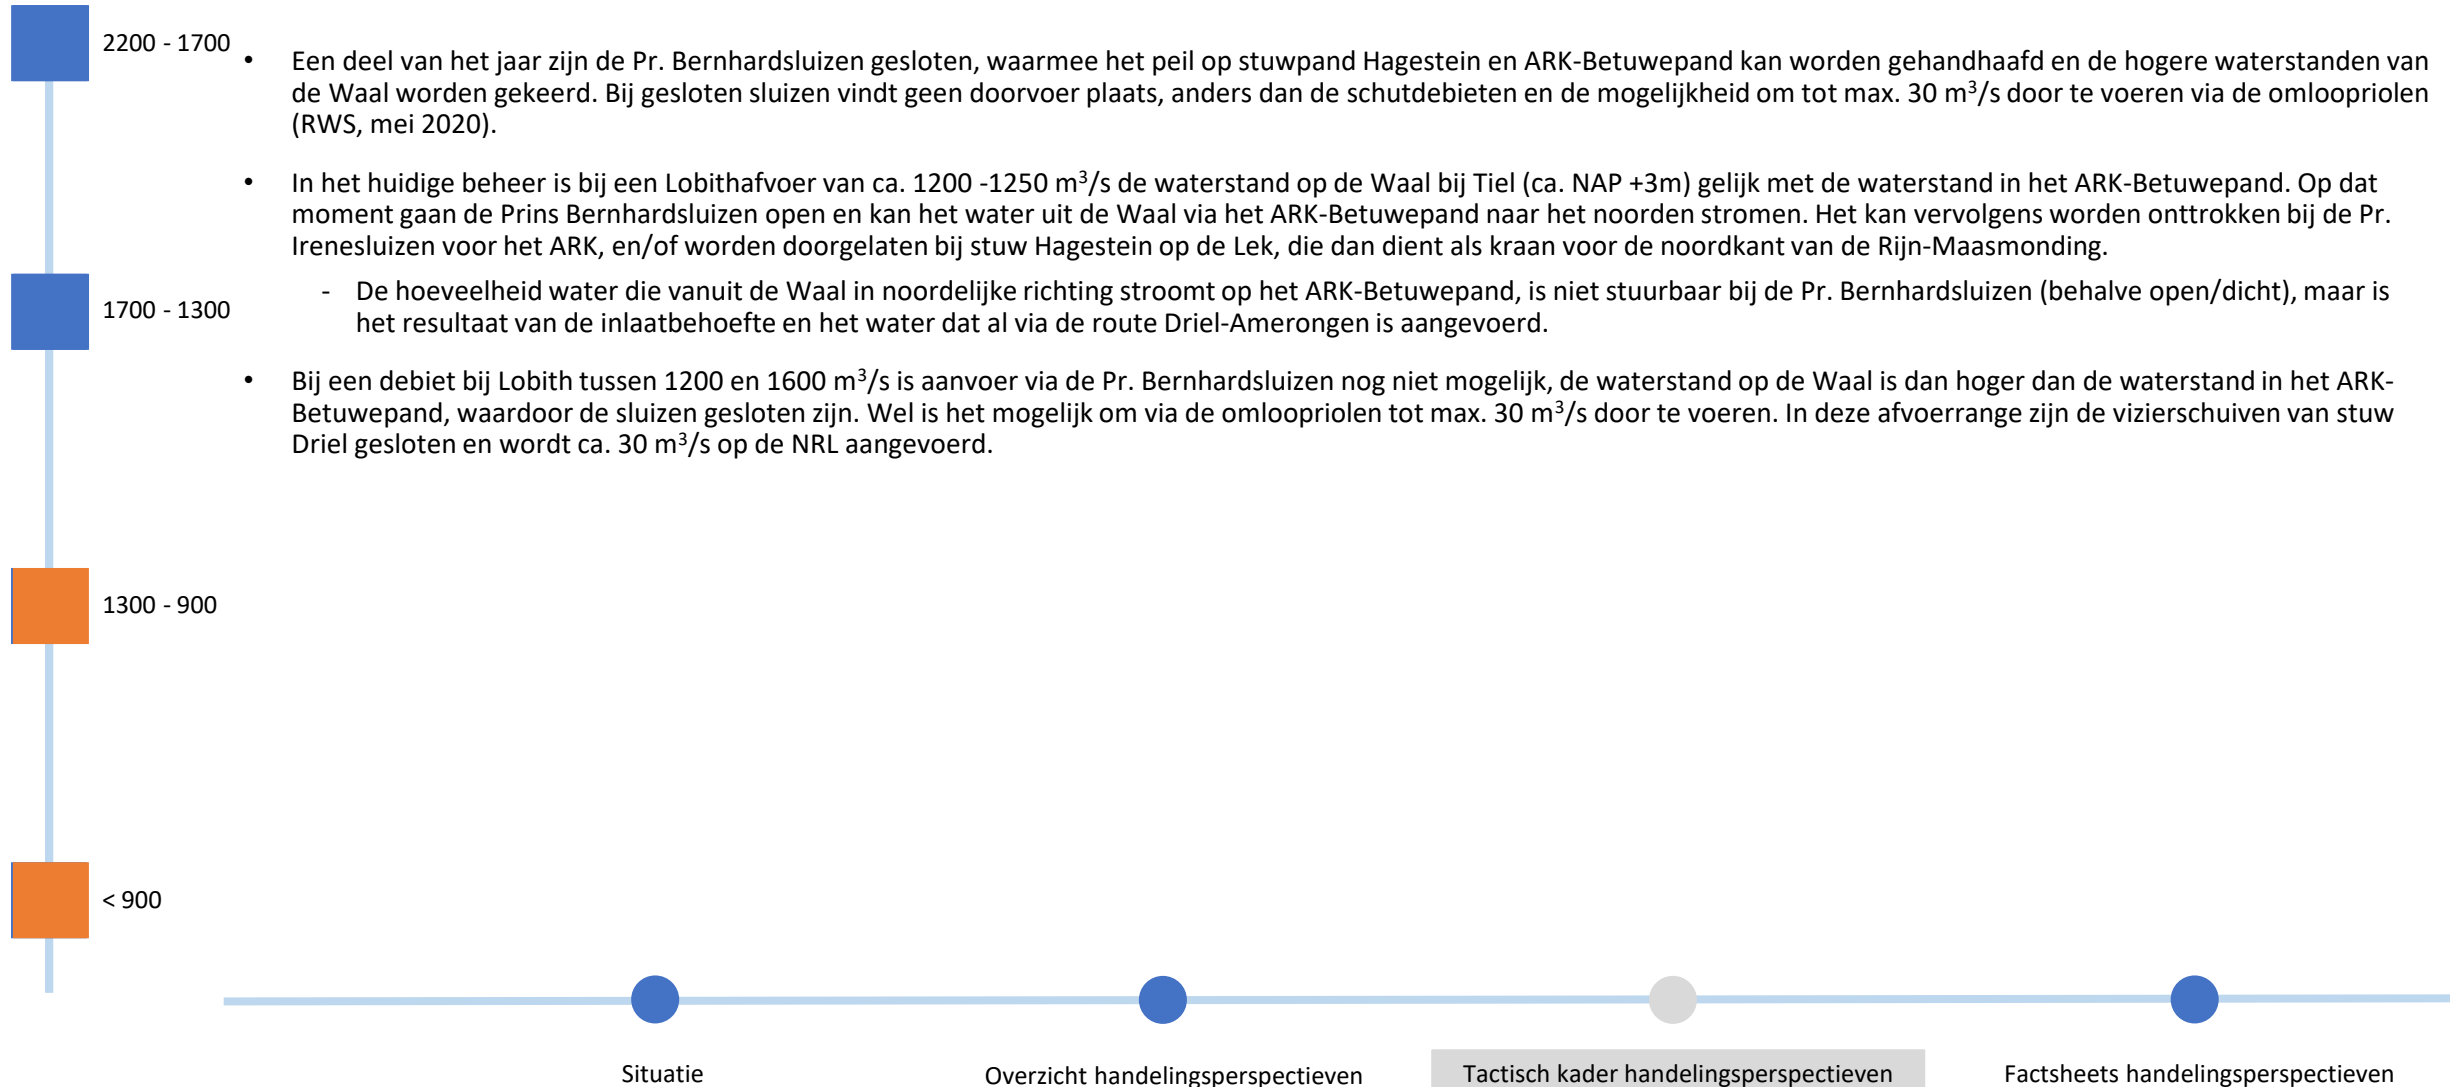 2200 - 1700
• Een deel van het jaar zijn de Pr. Bernhardsluizen gesloten, waarmee het peil op stuwpand Hagestein en ARK-Betuwepand kan worden gehandhaafd en de hogere waterstanden van
de Waal worden gekeerd. Bij gesloten sluizen vindt geen doorvoer plaats, anders dan de schutdebieten en de mogelijkheid om tot max. 30 m³/s door te voeren via de omloopriolen
(RWS, mei 2020).
• In het huidige beheer is bij een Lobithafvoer van ca. 1200 -1250 m³/s de waterstand op de Waal bij Tiel (ca. NAP +3m) gelijk met de waterstand in het ARK-Betuwepand. Op dat
moment gaan de Prins Bernhardsluizen open en kan het water uit de Waal via het ARK-Betuwepand naar het noorden stromen. Het kan vervolgens worden onttrokken bij de Pr.
Irenesluizen voor het ARK, en/of worden doorgelaten bij stuw Hagestein op de Lek, die dan dient als kraan voor de noordkant van de Rijn-Maasmonding.
- De hoeveelheid water die vanuit de Waal in noordelijke richting stroomt op het ARK-Betuwepand, is niet stuurbaar bij de Pr. Bernhardsluizen (behalve open/dicht), maar is
het resultaat van de inlaatbehoefte en het water dat al via de route Driel-Amerongen is aangevoerd.
1700 - 1300
• Bij een debiet bij Lobith tussen 1200 en 1600 m³/s is aanvoer via de Pr. Bernhardsluizen nog niet mogelijk, de waterstand op de Waal is dan hoger dan de waterstand in het ARK-
Betuwepand, waardoor de sluizen gesloten zijn. Wel is het mogelijk om via de omloopriolen tot max. 30 m³/s door te voeren. In deze afvoerrange zijn de vizierschuiven van stuw
Driel gesloten en wordt ca. 30 m³/s op de NRL aangevoerd.
1300 - 900
< 900
Situatie
Overzicht handelingsperspectieven
Tactisch kader handelingsperspectieven
Factsheets handelingsperspectieven